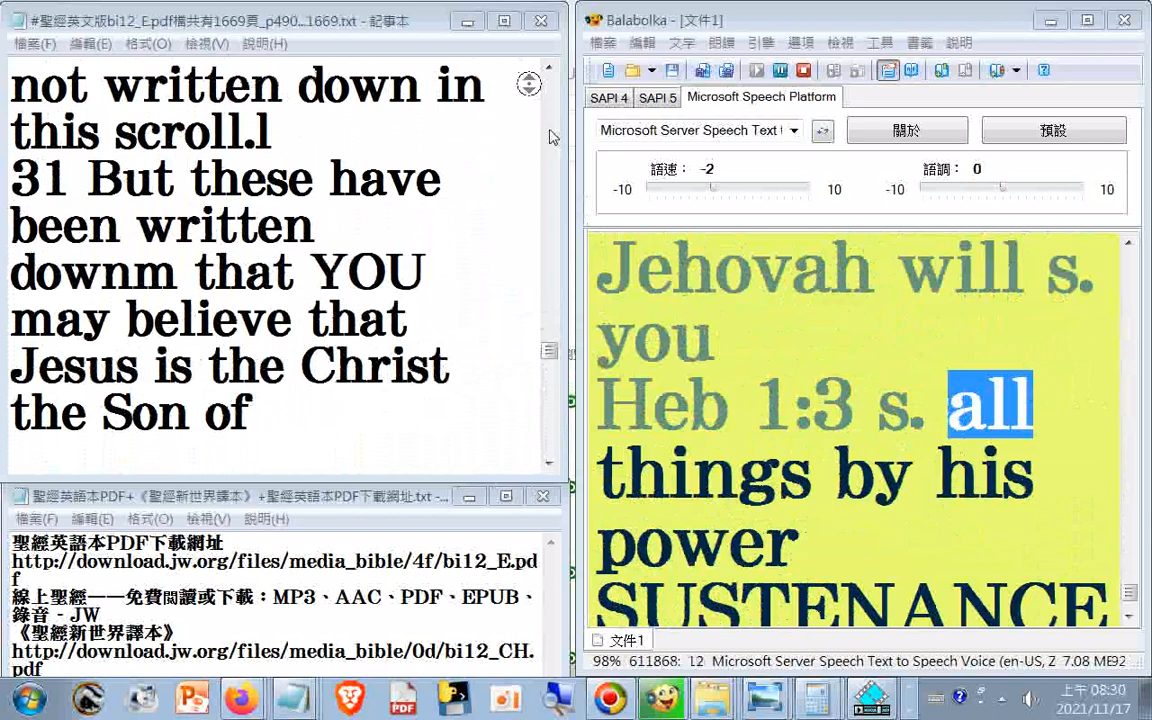 #聖經英文版bi12_E.pdf檔共有1669頁_p490...1669.txt - 記事本
檔案(F) 編輯(E) 格式(O) 檢視(V) 說明(H)
not written down in
this scroll.l
31 But these have
been written
downm that YOU
may believe that
Jesus is the Christ
the Son of
聖經英語本PDF+《聖經新世界譯本》+聖經英語本PDF下載網址.txt -...
檔案(F) 編輯(E) 格式(O) 檢視(V) 說明(H)
聖經英語本PDF下載網址
http://download.jw.org/files/media_bible/4f/bi12_E.pd
f
線上聖經——免費閱讀或下載：MP3、AAC、PDF、EPUB、
錄音 - JW
《聖經新世界譯本》
http://download.jw.org/files/media_bible/0d/bi12_CH.
pdf
Balabolka - [文件1]
檔案 編輯 文字 朗讀 引擎 選項 檢視 工具 書籤 說明
SAPI 4 SAPI 5 Microsoft Speech Platform
Microsoft Server Speech Text 關於 預設
語速： -2 語調： 0
-10 10 -10 10
Jehovah will s.
you
Heb 1:3 s. all
things by his
power
SUSTENANCE
文件1
98% 611868: 12 Microsoft Server Speech Text to Speech Voice (en-US, Z 7.08 ME92
上午 08:30
2021/11/17